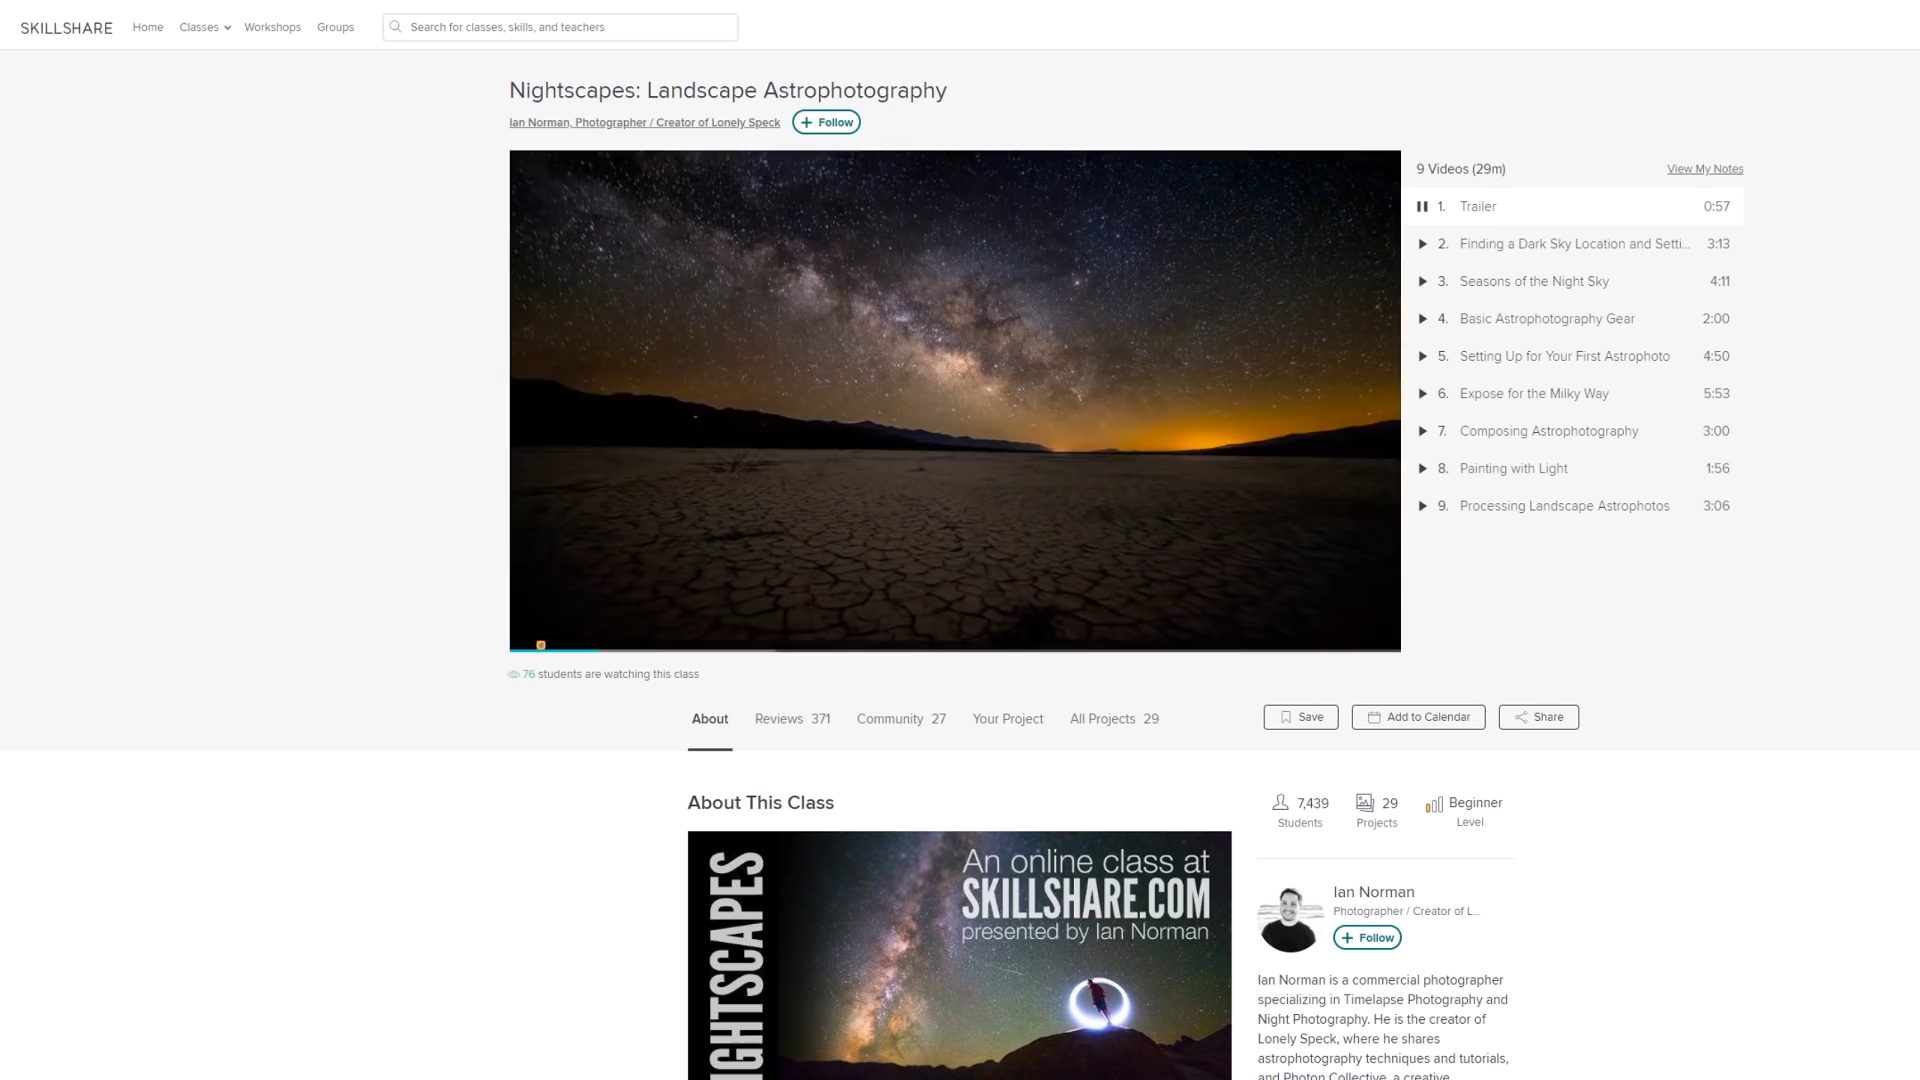 SKILLSHARE
Home
Classes
Workshops
Groups
Search for classes, skills, and teachers
Nightscapes: Landscape Astrophotography
Ian Norman, Photographer / Creator of Lonely Speck
Follow
9 Videos (29m)
View My Notes
1. Trailer 0:57
2. Finding a Dark Sky Location and Setti... 3:13
3. Seasons of the Night Sky 4:11
4. Basic Astrophotography Gear 2:00
5. Setting Up for Your First Astrophoto 4:50
6. Expose for the Milky Way 5:53
7. Composing Astrophotography 3:00
8. Painting with Light 1:56
9. Processing Landscape Astrophotos 3:06
76 students are watching this class
About
Reviews 371
Community 27
Your Project
All Projects 29
Save
Add to Calendar
Share
About This Class
An online class at
SKILLSHARE.COM
presented by Ian Norman
IGHTSCAPES
7,439
Students
29
Projects
Beginner
Level
Ian Norman
Photographer / Creator of L...
Follow
Ian Norman is a commercial photographer
specializing in Timelapse Photography and
Night Photography. He is the creator of
Lonely Speck, where he shares
astrophotography techniques and tutorials,
and Photon Collective, a creative